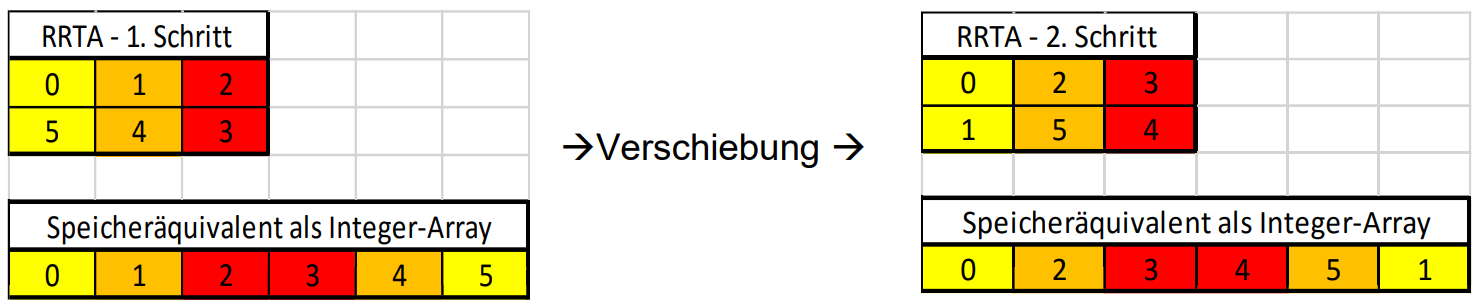 RRTA - 1. Schritt
0 1 2
5 4 3
Speicheräquivalent als Integer-Array
0 1 2 3 4 5
→Verschiebung →
RRTA - 2. Schritt
0 2 3
1 5 4
Speicheräquivalent als Integer-Array
0 2 3 4 5 1